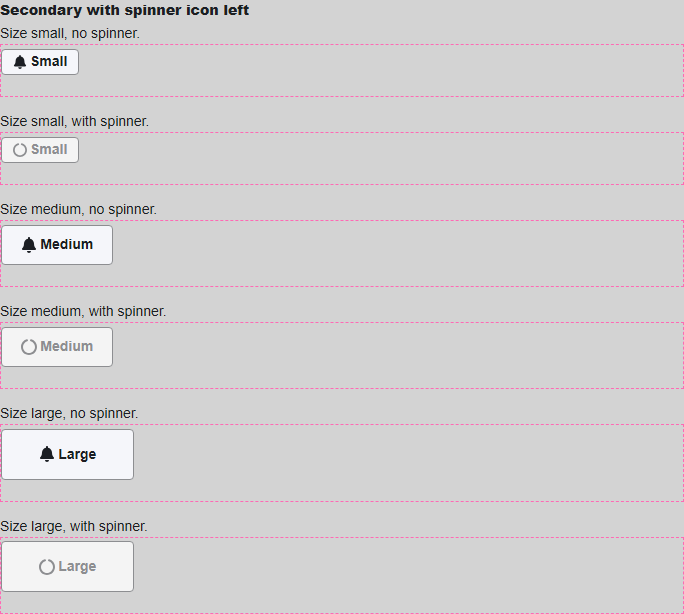 Secondary with spinner icon left
Size small, no spinner.
Small
Size small, with spinner.
Small
Size medium, no spinner.
Medium
Size medium, with spinner.
Medium
Size large, no spinner.
Large
Size large, with spinner.
Large